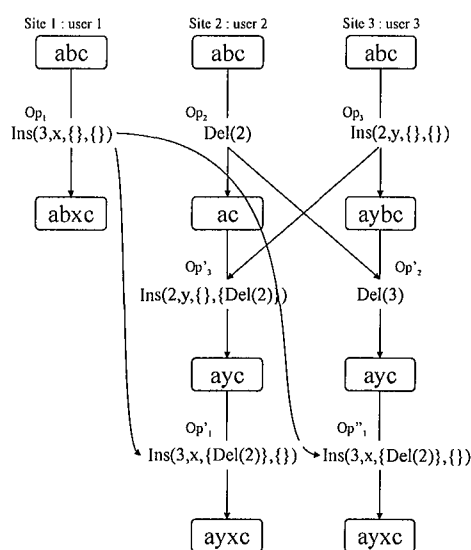 Site 1 : user 1 Site 2 : user 2 Site 3 : user 3
abc abc abc
Op₁ Op₂ Op₃
Ins(3,x,{},{}) Del(2) Ins(2,y,{},{})
abxc ac aybc
Op'₃ Op'₂
Ins(2,y,{},{Del(2)}) Del(3)
ayc ayc
Op'₁ Op''₁
Ins(3,x,{Del(2)},{}) Ins(3,x,{Del(2)},{})
ayxc ayxc